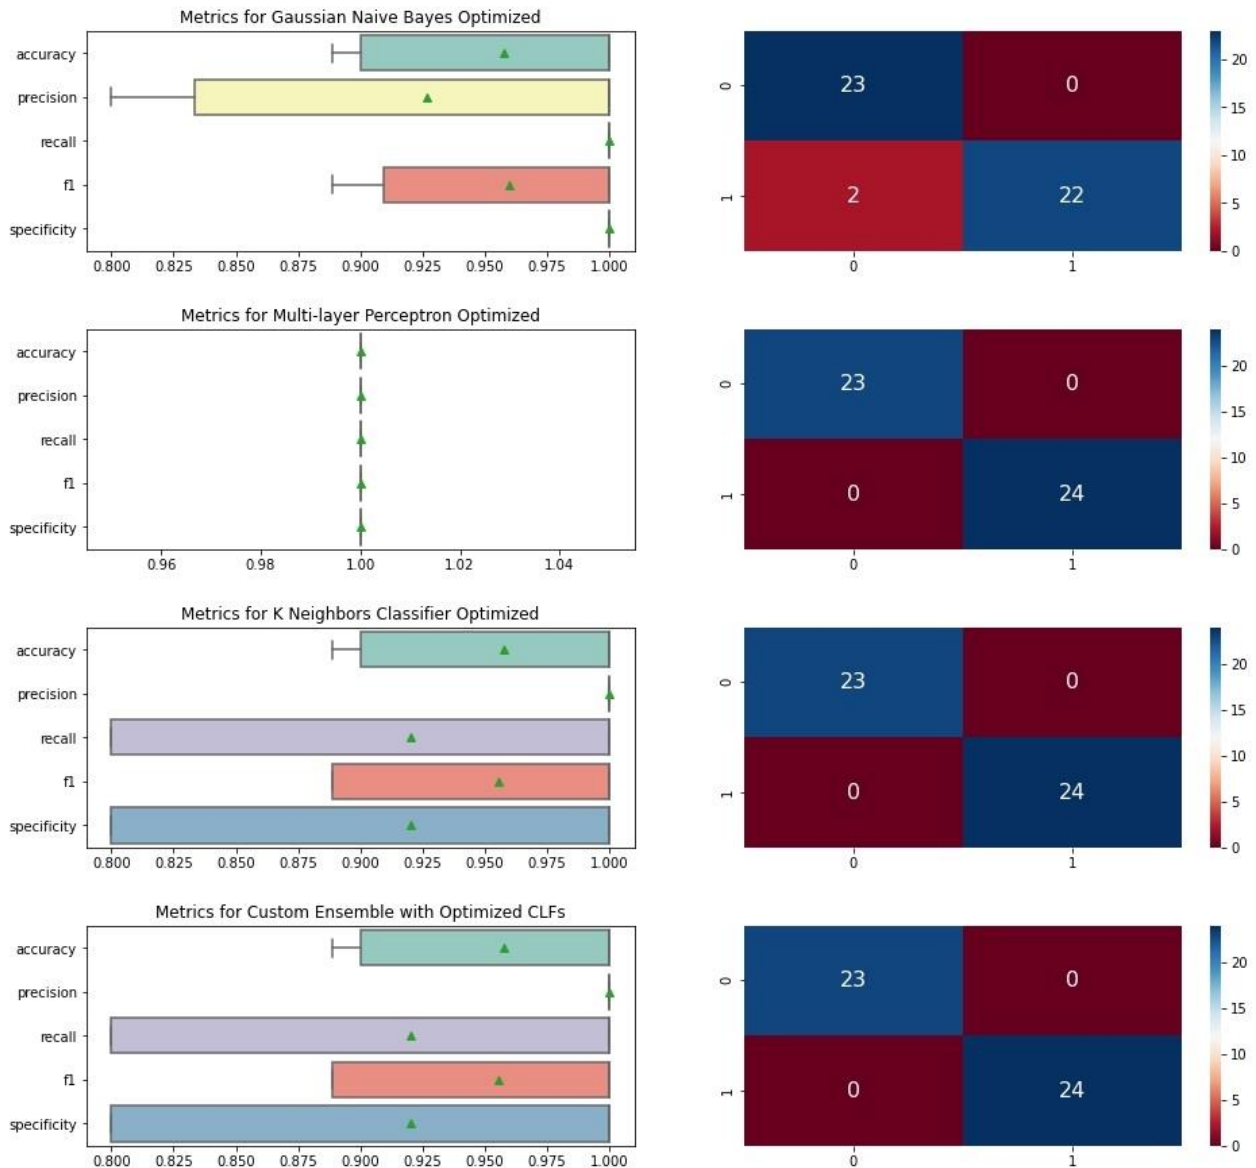 Metrics for Gaussian Naive Bayes Optimized
accuracy
precision
recall
f1
specificity
0.800 0.825 0.850 0.875 0.900 0.925 0.950 0.975 1.000
0
1
23 0
2 22
0 1
20
15
10
5
0
Metrics for Multi-layer Perceptron Optimized
accuracy
precision
recall
f1
specificity
0.96 0.98 1.00 1.02 1.04
0
1
23 0
0 24
0 1
20
15
10
5
0
Metrics for K Neighbors Classifier Optimized
accuracy
precision
recall
f1
specificity
0.800 0.825 0.850 0.875 0.900 0.925 0.950 0.975 1.000
0
1
23 0
0 24
0 1
20
15
10
5
0
Metrics for Custom Ensemble with Optimized CLFs
accuracy
precision
recall
f1
specificity
0.800 0.825 0.850 0.875 0.900 0.925 0.950 0.975 1.000
0
1
23 0
0 24
0 1
20
15
10
5
0